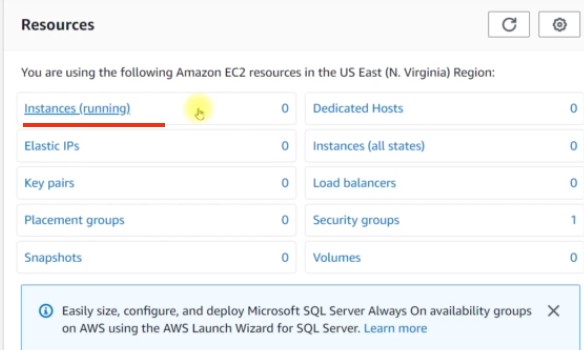 Resources
You are using the following Amazon EC2 resources in the US East (N. Virginia) Region:
Instances (running) 0 Dedicated Hosts 0
Elastic IPs 0 Instances (all states) 0
Key pairs 0 Load balancers 0
Placement groups 0 Security groups 1
Snapshots 0 Volumes 0
Easily size, configure, and deploy Microsoft SQL Server Always On availability groups
on AWS using the AWS Launch Wizard for SQL Server. Learn more